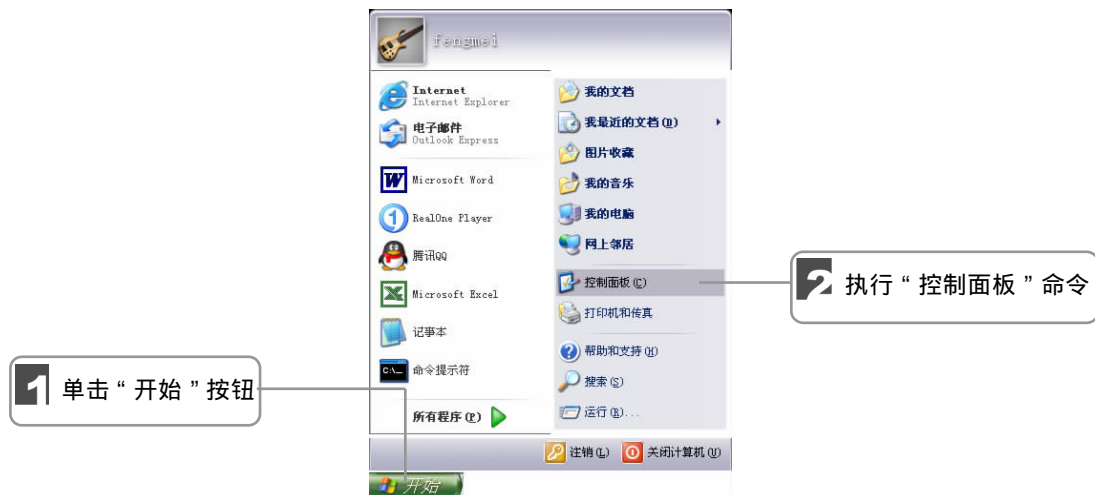 fengmei
Internet
Internet Explorer
电子邮件
Outlook Express
Microsoft Word
RealOne Player
腾讯QQ
Microsoft Excel
记事本
命令提示符
所有程序(P)
我的文档
我最近的文档(D)
图片收藏
我的音乐
我的电脑
网上邻居
控制面板(C)
打印机和传真
帮助和支持(H)
搜索(S)
运行(R)...
注销(L) 关闭计算机(U)
开始
1 单击“开始”按钮
2 执行“控制面板”命令